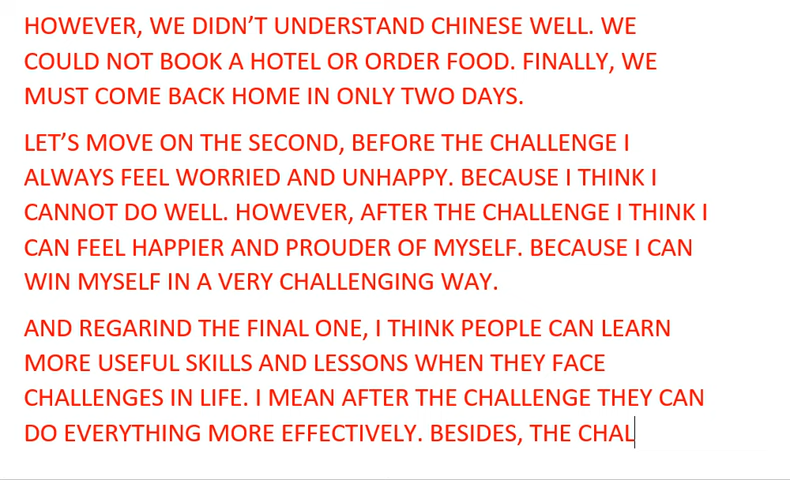 HOWEVER, WE DIDN’T UNDERSTAND CHINESE WELL. WE
COULD NOT BOOK A HOTEL OR ORDER FOOD. FINALLY, WE
MUST COME BACK HOME IN ONLY TWO DAYS.
LET’S MOVE ON THE SECOND, BEFORE THE CHALLENGE I
ALWAYS FEEL WORRIED AND UNHAPPY. BECAUSE I THINK I
CANNOT DO WELL. HOWEVER, AFTER THE CHALLENGE I THINK I
CAN FEEL HAPPIER AND PROUDER OF MYSELF. BECAUSE I CAN
WIN MYSELF IN A VERY CHALLENGING WAY.
AND REGARIND THE FINAL ONE, I THINK PEOPLE CAN LEARN
MORE USEFUL SKILLS AND LESSONS WHEN THEY FACE
CHALLENGES IN LIFE. I MEAN AFTER THE CHALLENGE THEY CAN
DO EVERYTHING MORE EFFECTIVELY. BESIDES, THE CHAL